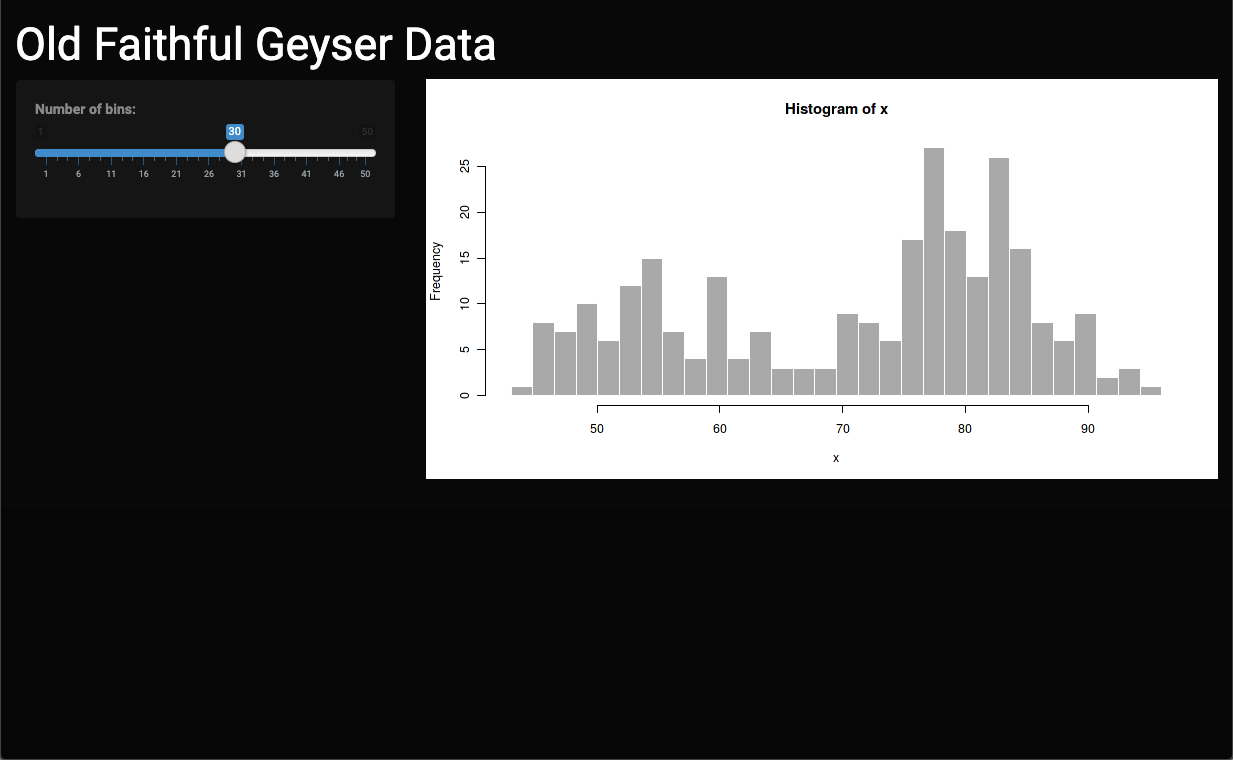 Old Faithful Geyser Data
Number of bins:
1 30 50
1 6 11 16 21 26 31 36 41 46 50
Histogram of x
Frequency
25
20
15
10
5
0
50 60 70 80 90
x